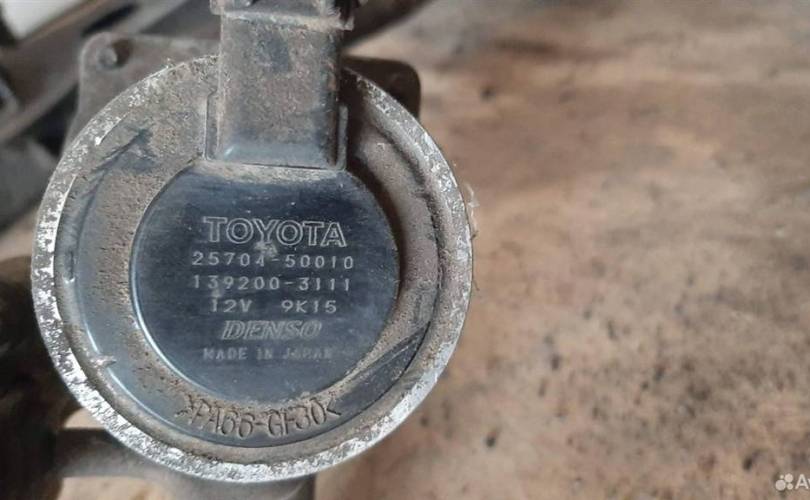 TOYOTA
25704-50010
139200-3111
12V 9K15
DENSO
MADE IN JAPAN
>PA66-GF30<